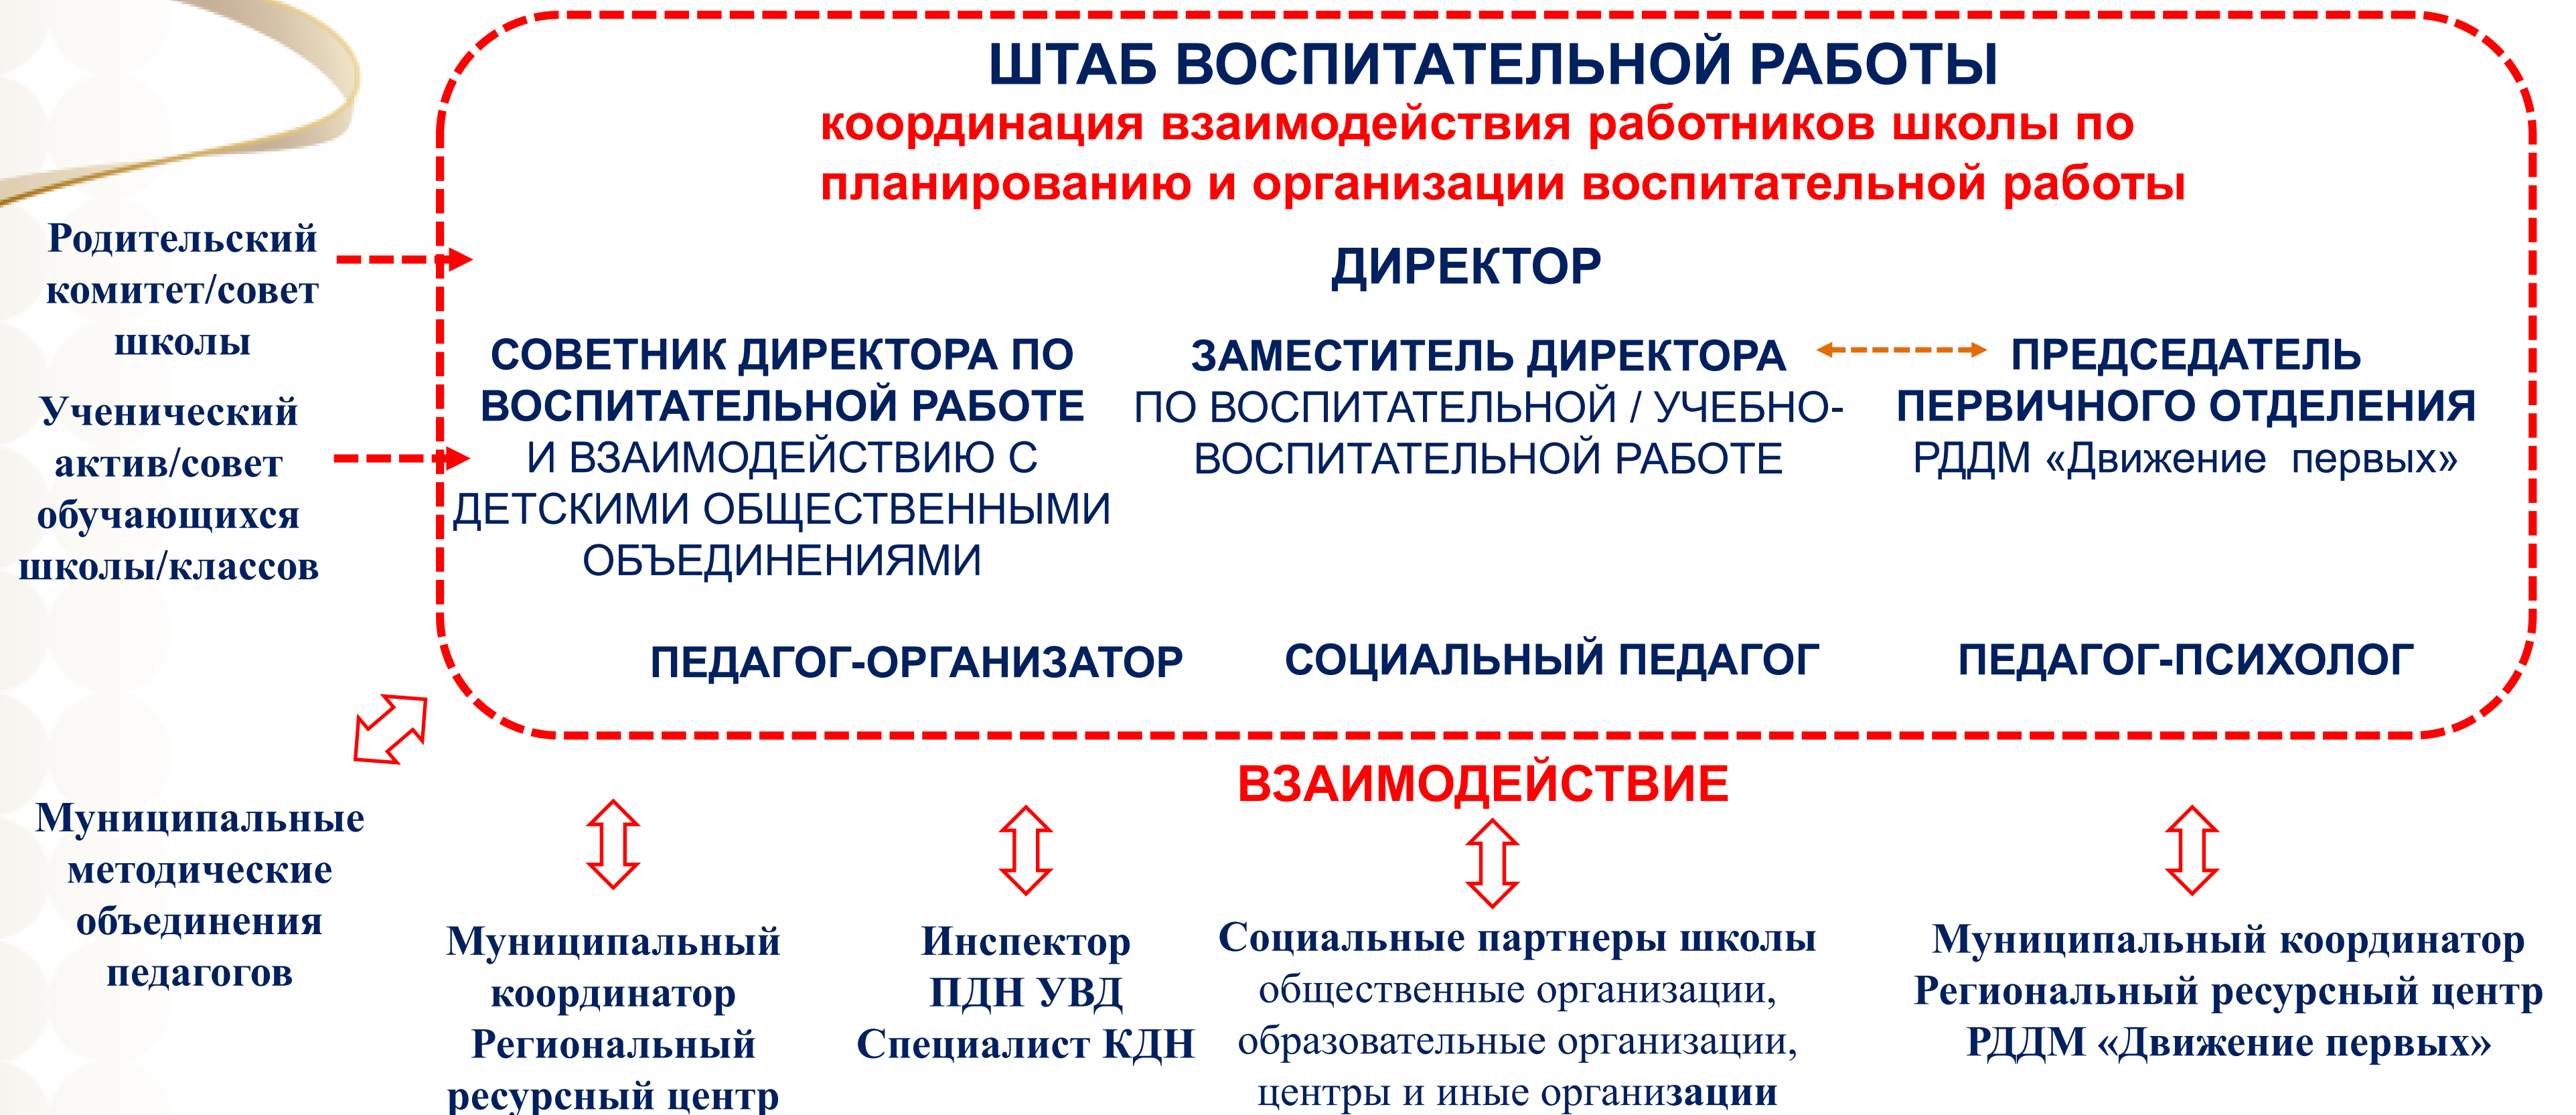 ШТАБ ВОСПИТАТЕЛЬНОЙ РАБОТЫ
координация взаимодействия работников школы по
планированию и организации воспитательной работы
Родительский
комитет/совет
школы
Ученический
актив/совет
обучающихся
школы/классов
ДИРЕКТОР
СОВЕТНИК ДИРЕКТОРА ПО
ВОСПИТАТЕЛЬНОЙ РАБОТЕ
И ВЗАИМОДЕЙСТВИЮ С
ДЕТСКИМИ ОБЩЕСТВЕННЫМИ
ОБЪЕДИНЕНИЯМИ
ЗАМЕСТИТЕЛЬ ДИРЕКТОРА
ПО ВОСПИТАТЕЛЬНОЙ / УЧЕБНО-
ВОСПИТАТЕЛЬНОЙ РАБОТЕ
ПРЕДСЕДАТЕЛЬ
ПЕРВИЧНОГО ОТДЕЛЕНИЯ
РДДМ «Движение первых»
ПЕДАГОГ-ОРГАНИЗАТОР
СОЦИАЛЬНЫЙ ПЕДАГОГ
ПЕДАГОГ-ПСИХОЛОГ
ВЗАИМОДЕЙСТВИЕ
Муниципальные
методические
объединения
педагогов
Муниципальный
координатор
Региональный
ресурсный центр
Инспектор
ПДН УВД
Специалист КДН
Социальные партнеры школы
общественные организации,
образовательные организации,
центры и иные организации
Муниципальный координатор
Региональный ресурсный центр
РДДМ «Движение первых»